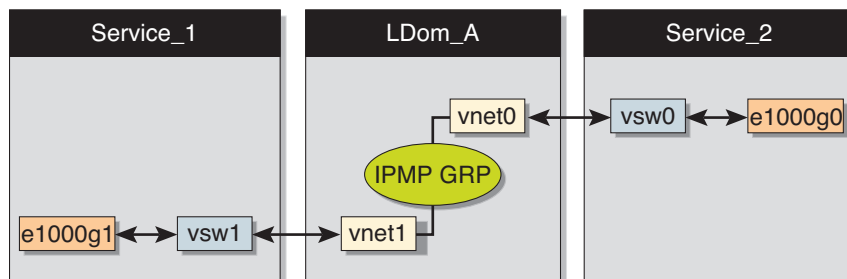 Service_1
LDom_A
Service_2
vnet0
vsw0
e1000g0
IPMP GRP
e1000g1
vsw1
vnet1